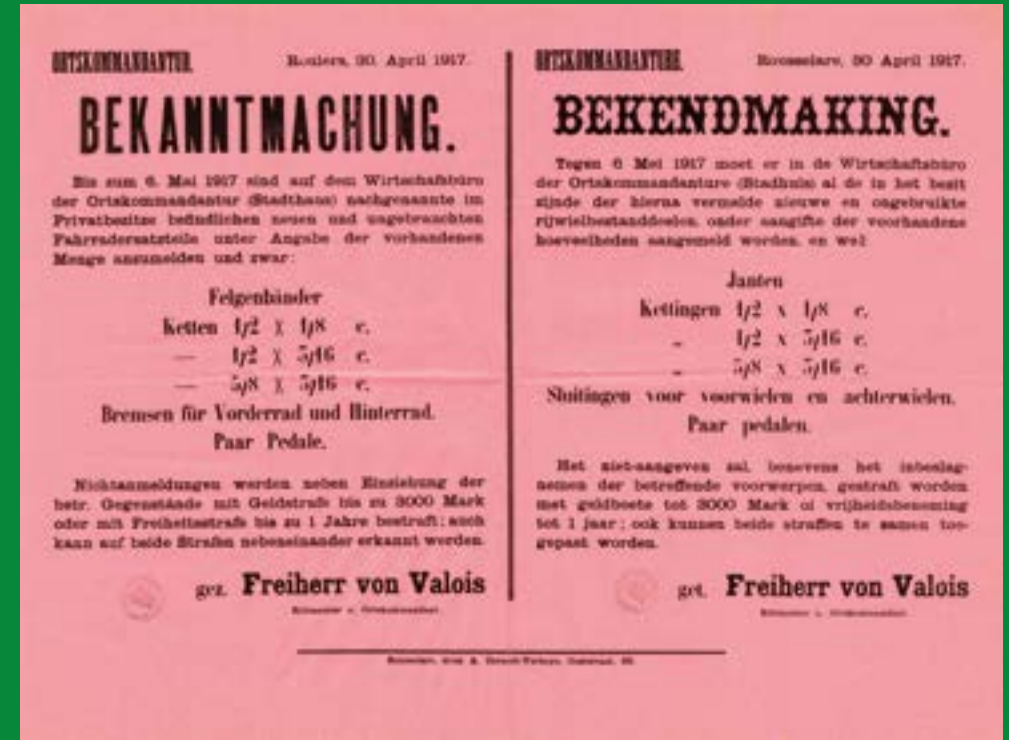 ORTSKOMMANDANTUR.
Roulers, 30. April 1917.
BEKANNTMACHUNG.
Bis zum 6. Mai 1917 sind auf dem Wirtschaftsbüro
der Ortskommandantur (Stadthaus) nachgenannte im
Privatbesitze befindlichen neuen und ungebrauchten
Fahrradersatzteile unter Angabe der vorhandenen
Menge anzumelden und zwar:
Felgenbänder
Ketten 1/2 x 1/8 c.
— 1/2 x 5/16 c.
— 5/8 x 5/16 c.
Bremsen für Vorderrad und Hinterrad.
Paar Pedale.
Nichtanmeldungen werden neben Einziehung der
betr. Gegenstände mit Geldstrafe bis zu 3000 Mark
oder mit Freiheitsstrafe bis zu 1 Jahre bestraft; auch
kann auf beide Strafen nebeneinander erkannt werden.
gez. Freiherr von Valois
ORTSKOMMANDANTURE.
Rousselare, 30 April 1917.
BEKENDMAKING.
Tegen 6 Mei 1917 moet er in de Wirtschaftsbüro
der Ortskommandanture (Stadhuis) al de in het bezit
zijnde der hierna vermelde nieuwe en ongebruikte
rijwielbestanddeelen, onder aangifte der voorhandene
hoeveelheden aangemeld worden, en wel:
Janten
Kettingen 1/2 x 1/8 c.
„ 1/2 x 5/16 c.
„ 5/8 x 5/16 c.
Sluitingen voor voorwielen en achterwielen.
Paar pedalen.
Het niet-aangeven zal, benevens het inbeslag-
nemen der betreffende voorwerpen, gestraft worden
met geldboete tot 3000 Mark of vrijheidsbeneming
tot 1 jaar; ook kunnen beide straffen te samen toe-
gepast worden.
get. Freiherr von Valois